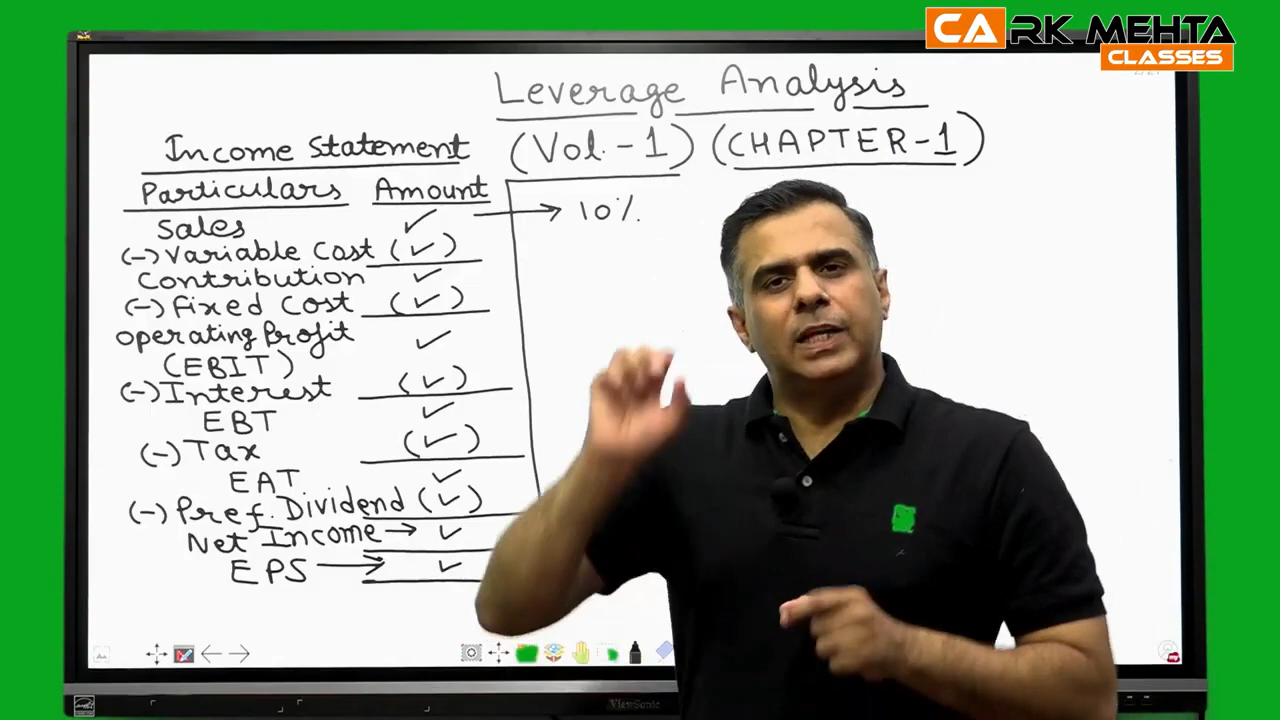 CA RK MEHTA
CLASSES
Leverage Analysis
(Vol.-1) (CHAPTER-1)
Income Statement
Particulars Amount
Sales ✓ → 10%
(-) Variable Cost (✓)
Contribution ✓
(-) Fixed Cost (✓)
operating Profit ✓
(EBIT)
(-) Interest (✓)
EBT ✓
(-) Tax (✓)
EAT ✓
(-) Pref. Dividend (✓)
Net Income → ✓
EPS → ✓
ViewSonic